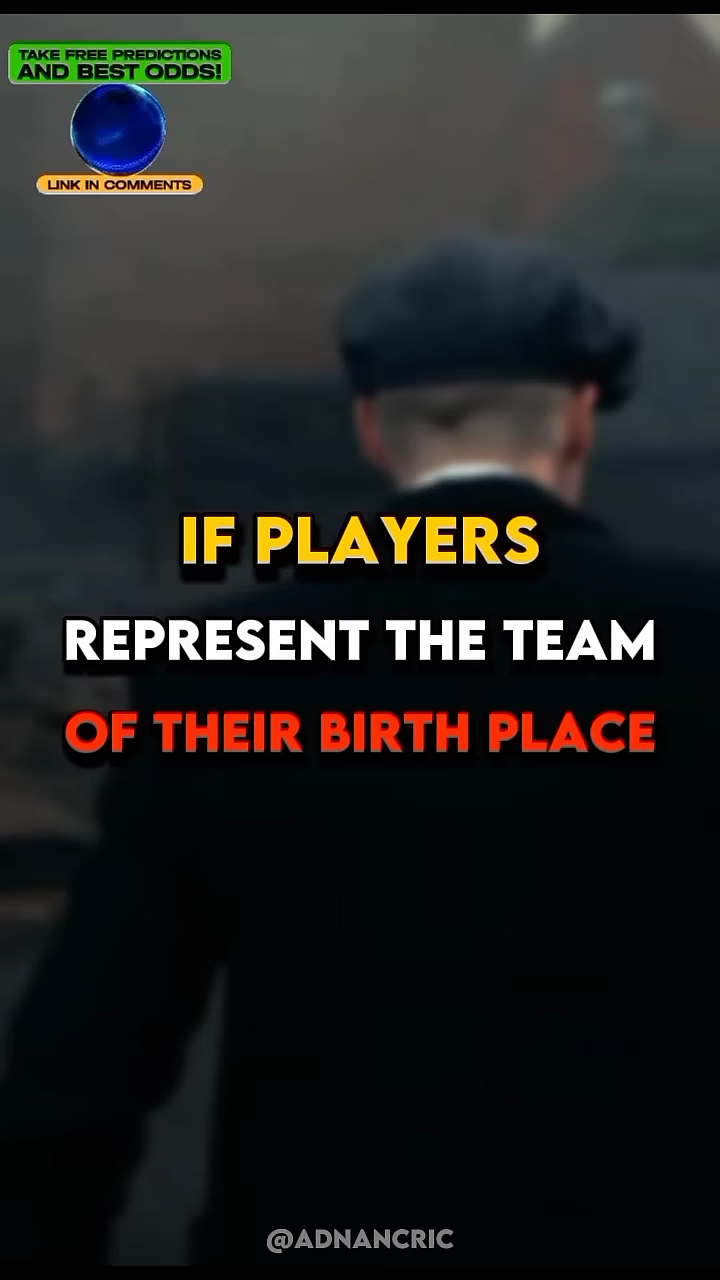 TAKE FREE PREDICTIONS
AND BEST ODDS!
LINK IN COMMENTS
IF PLAYERS
REPRESENT THE TEAM
OF THEIR BIRTH PLACE
@ADNANCRIC